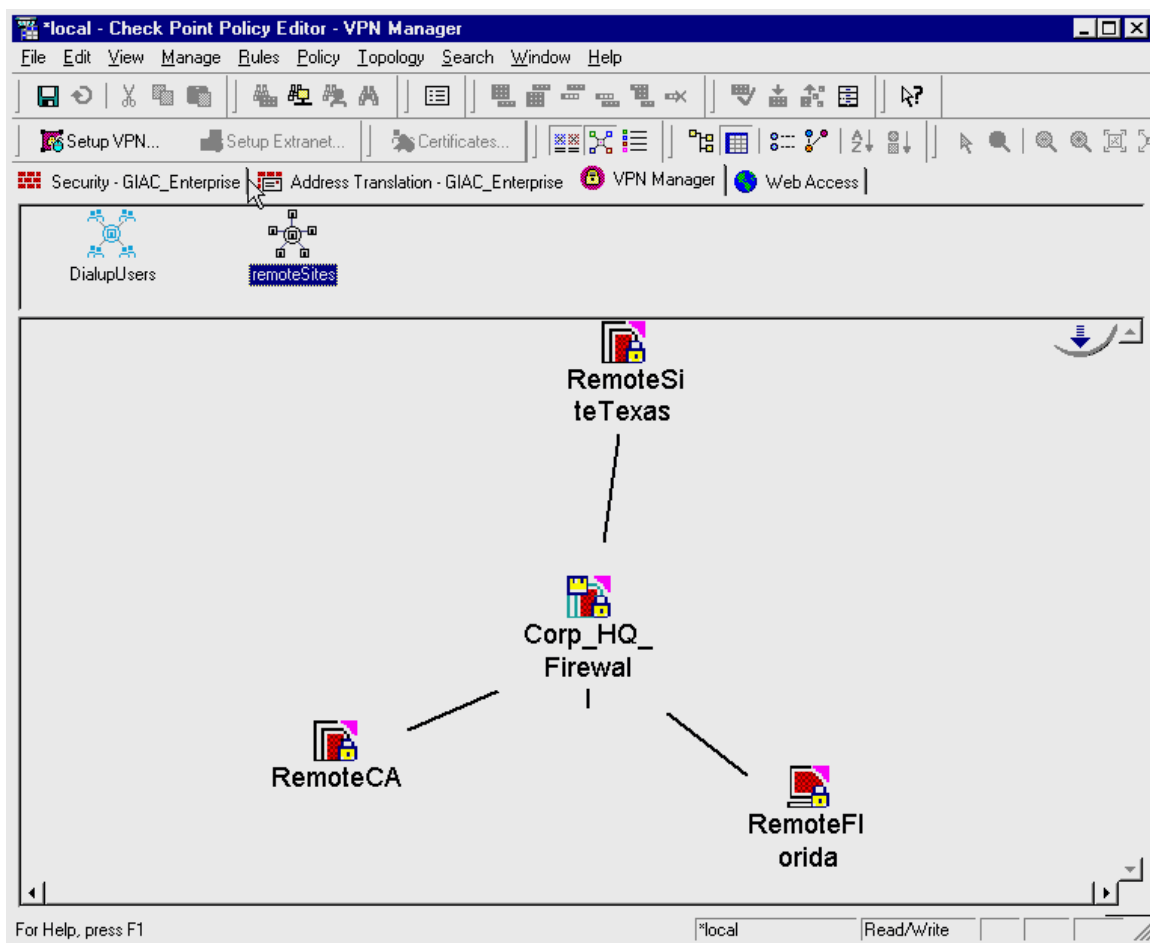 *local - Check Point Policy Editor - VPN Manager
File Edit View Manage Rules Policy Topology Search Window Help
Setup VPN... Setup Extranet... Certificates...
Security - GIAC_Enterprise Address Translation - GIAC_Enterprise VPN Manager Web Access
DialupUsers remoteSites
RemoteSi
teTexas
Corp_HQ_
Firewal
l
RemoteCA
RemoteFl
orida
For Help, press F1 *local Read/Write